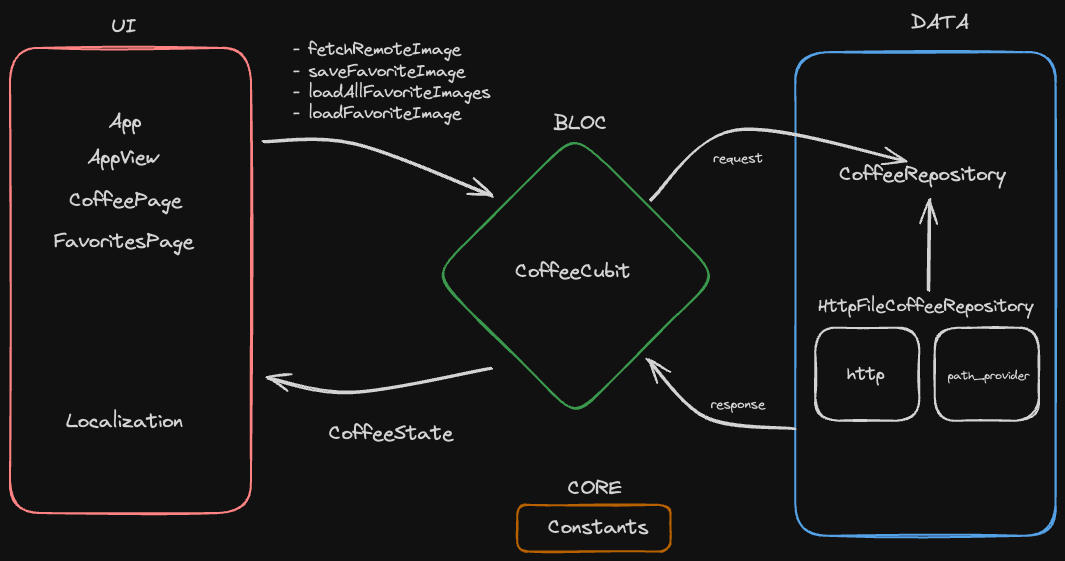 UI
App
AppView
CoffeePage
FavoritesPage
Localization
- fetchRemoteImage
- saveFavoriteImage
- loadAllFavoriteImages
- loadFavoriteImage
BLOC
CoffeeCubit
CoffeeState
CORE
Constants
request
response
DATA
CoffeeRepository
HttpFileCoffeeRepository
http
path_provider